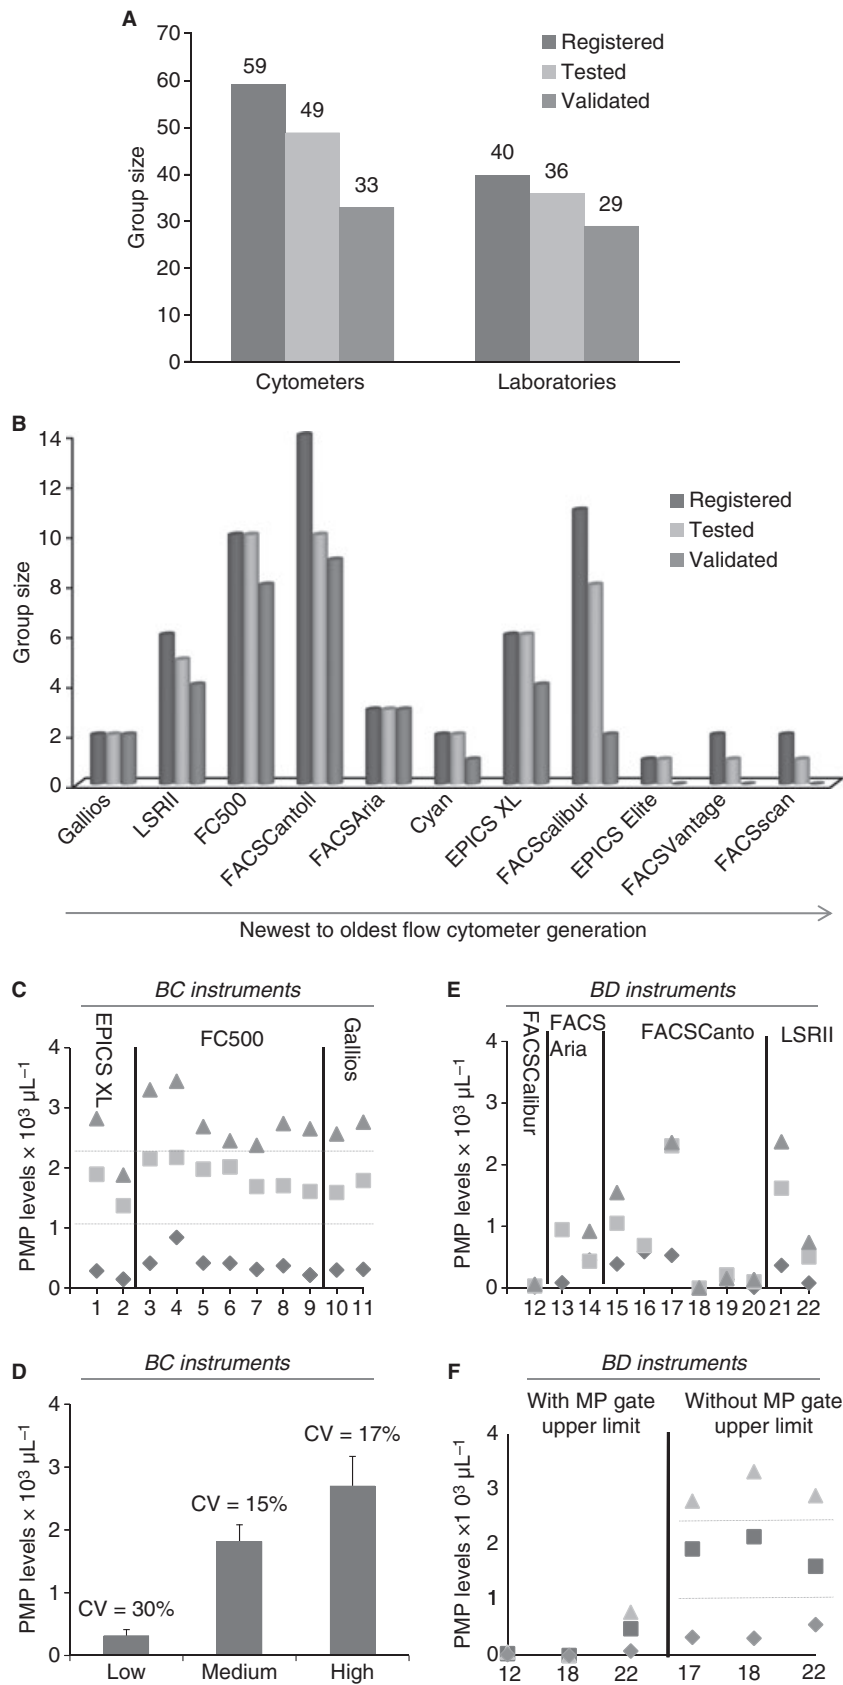 A
70
60
50
40
30
20
10
0
Group size
59
49
33
40
36
29
Registered
Tested
Validated
Cytometers
Laboratories
B
14
12
10
8
6
4
2
0
Group size
Registered
Tested
Validated
Gallios
LSRII
FC500
FACSCantoII
FACSAria
Cyan
EPICS XL
FACScalibur
EPICS Elite
FACSVantage
FACSscan
Newest to oldest flow cytometer generation
C
BC instruments
EPICS XL
FC500
Gallios
PMP levels × 10³ µL⁻¹
4
3
2
1
0
1 2 3 4 5 6 7 8 9 10 11
E
BD instruments
FACSCalibur
FACS
Aria
FACSCanto
LSRII
PMP levels × 10³ µL⁻¹
4
3
2
1
0
12 13 14 15 16 17 18 19 20 21 22
D
BC instruments
PMP levels × 10³ µL⁻¹
4
3
2
1
0
CV = 30%
CV = 15%
CV = 17%
Low
Medium
High
F
BD instruments
With MP gate
upper limit
Without MP gate
upper limit
PMP levels ×1 0³ µL⁻¹
4
3
2
1
0
12 18 22 17 18 22